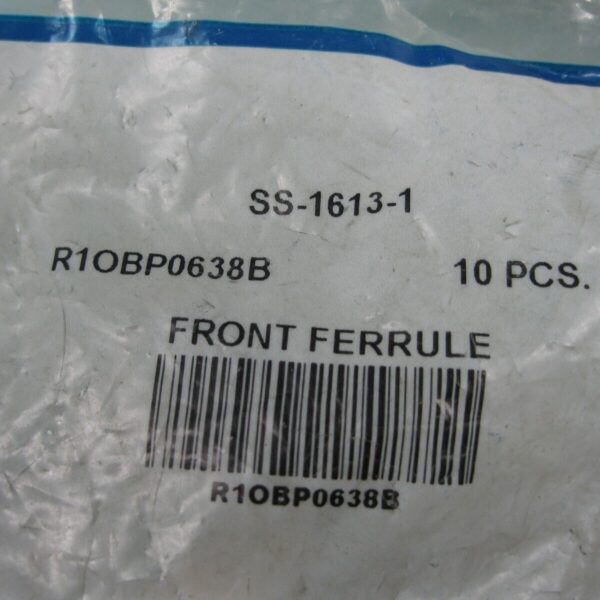 SS-1613-1
R1OBP0638B 10 PCS.
FRONT FERRULE
R1OBP0638B